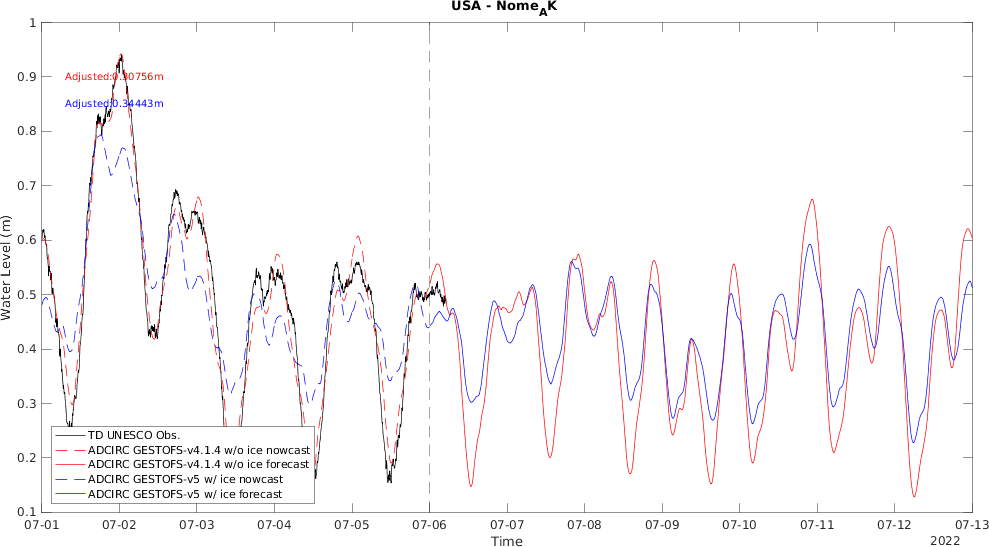 USA - Nome_AK
Adjusted:0.30756m
Adjusted:0.34443m
Water Level (m)
1
0.9
0.8
0.7
0.6
0.5
0.4
0.3
0.2
0.1
TD UNESCO Obs.
ADCIRC GESTOFS-v4.1.4 w/o ice nowcast
ADCIRC GESTOFS-v4.1.4 w/o ice forecast
ADCIRC GESTOFS-v5 w/ ice nowcast
ADCIRC GESTOFS-v5 w/ ice forecast
07-01 07-02 07-03 07-04 07-05 07-06 07-07 07-08 07-09 07-10 07-11 07-12 07-13
Time
2022